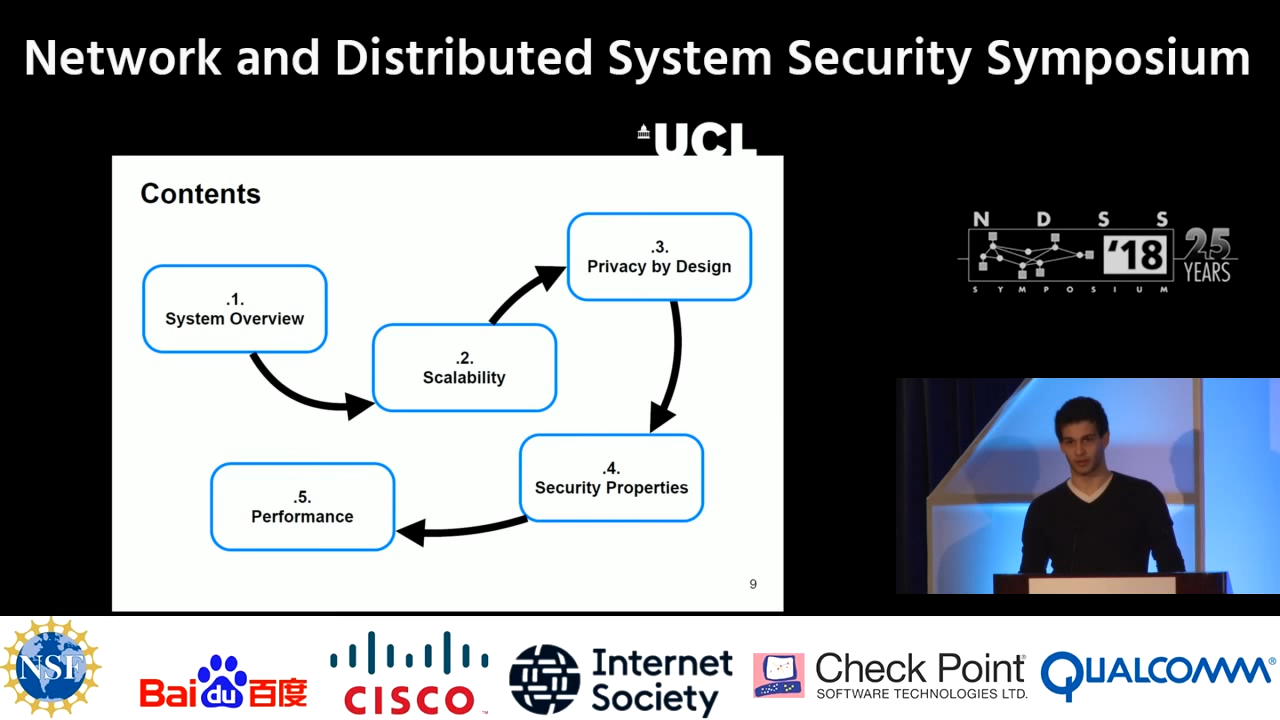 Network and Distributed System Security Symposium
UCL
Contents
.1.
System Overview
.2.
Scalability
.3.
Privacy by Design
.4.
Security Properties
.5.
Performance
9
N D S S
'18
25
YEARS
S Y M P O S I U M
NSF
Bai du 百度
CISCO™
Internet
Society
Check Point®
SOFTWARE TECHNOLOGIES LTD.
QUALCOMM®